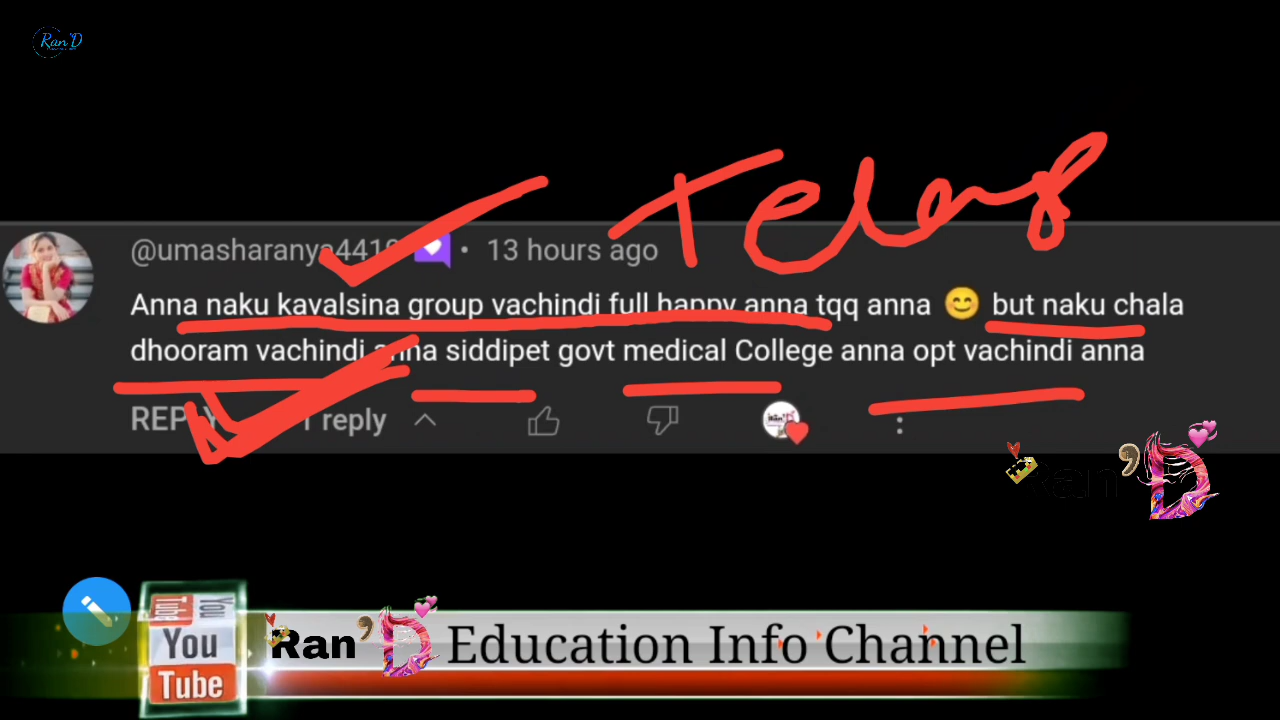 Ran'D
Telang
@umasharanya4419 · 13 hours ago
Anna naku kavalsina group vachindi full happy anna tqq anna 😊 but naku chala
dhooram vachindi anna siddipet govt medical College anna opt vachindi anna
REPLY 1 reply
Ran'D
You Tube Ran'D Education Info Channel